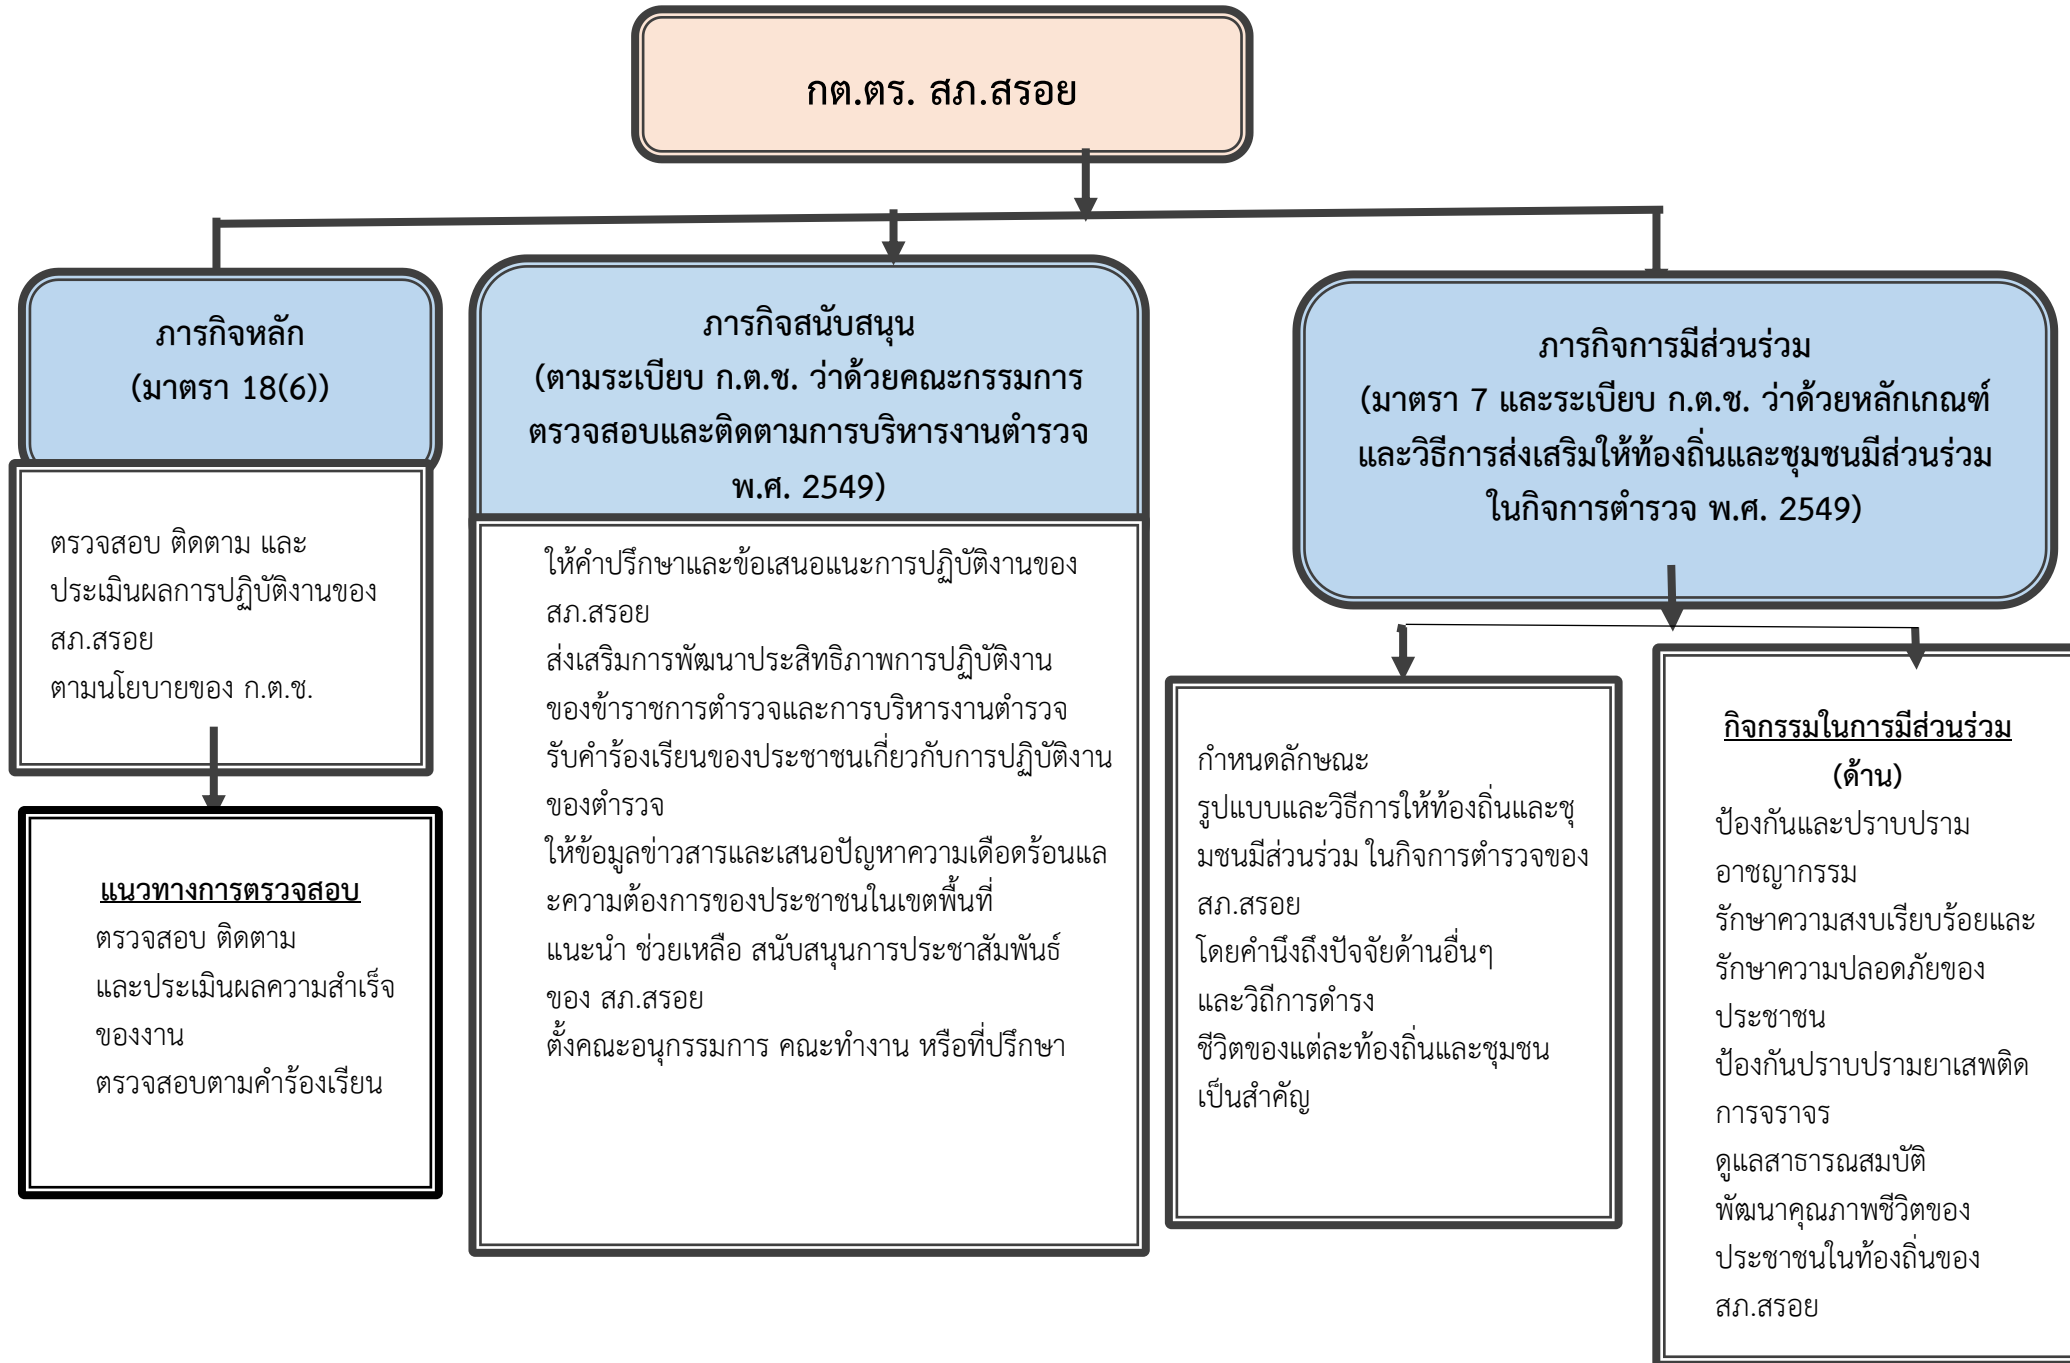 กต.ตร. สภ.สรอย
ภารกิจหลัก
(มาตรา 18(6))
ตรวจสอบ ติดตาม และ
ประเมินผลการปฏิบัติงานของ
สภ.สรอย
ตามนโยบายของ ก.ต.ช.
แนวทางการตรวจสอบ
ตรวจสอบ ติดตาม
และประเมินผลความสำเร็จ
ของงาน
ตรวจสอบตามคำร้องเรียน
ภารกิจสนับสนุน
(ตามระเบียบ ก.ต.ช. ว่าด้วยคณะกรรมการ
ตรวจสอบและติดตามการบริหารงานตำรวจ
พ.ศ. 2549)
ให้คำปรึกษาและข้อเสนอแนะการปฏิบัติงานของ
สภ.สรอย
ส่งเสริมการพัฒนาประสิทธิภาพการปฏิบัติงาน
ของข้าราชการตำรวจและการบริหารงานตำรวจ
รับคำร้องเรียนของประชาชนเกี่ยวกับการปฏิบัติงาน
ของตำรวจ
ให้ข้อมูลข่าวสารและเสนอปัญหาความเดือดร้อนแล
ะความต้องการของประชาชนในเขตพื้นที่
แนะนำ ช่วยเหลือ สนับสนุนการประชาสัมพันธ์
ของ สภ.สรอย
ตั้งคณะอนุกรรมการ คณะทำงาน หรือที่ปรึกษา
ภารกิจการมีส่วนร่วม
(มาตรา 7 และระเบียบ ก.ต.ช. ว่าด้วยหลักเกณฑ์
และวิธีการส่งเสริมให้ท้องถิ่นและชุมชนมีส่วนร่วม
ในกิจการตำรวจ พ.ศ. 2549)
กำหนดลักษณะ
รูปแบบและวิธีการให้ท้องถิ่นและชุ
มชนมีส่วนร่วม ในกิจการตำรวจของ
สภ.สรอย
โดยคำนึงถึงปัจจัยด้านอื่นๆ
และวิถีการดำรง
ชีวิตของแต่ละท้องถิ่นและชุมชน
เป็นสำคัญ
กิจกรรมในการมีส่วนร่วม
(ด้าน)
ป้องกันและปราบปราม
อาชญากรรม
รักษาความสงบเรียบร้อยและ
รักษาความปลอดภัยของ
ประชาชน
ป้องกันปราบปรามยาเสพติด
การจราจร
ดูแลสาธารณสมบัติ
พัฒนาคุณภาพชีวิตของ
ประชาชนในท้องถิ่นของ
สภ.สรอย